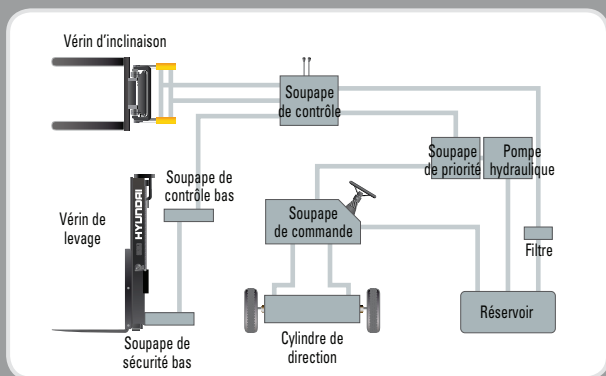 Vérin d'inclinaison
Soupape
de contrôle
Soupape
de priorité
Pompe
hydraulique
Soupape de
contrôle bas
Soupape
de commande
HYUNDAI
Vérin de
levage
Filtre
Réservoir
Soupape de
sécurité bas
Cylindre de
direction